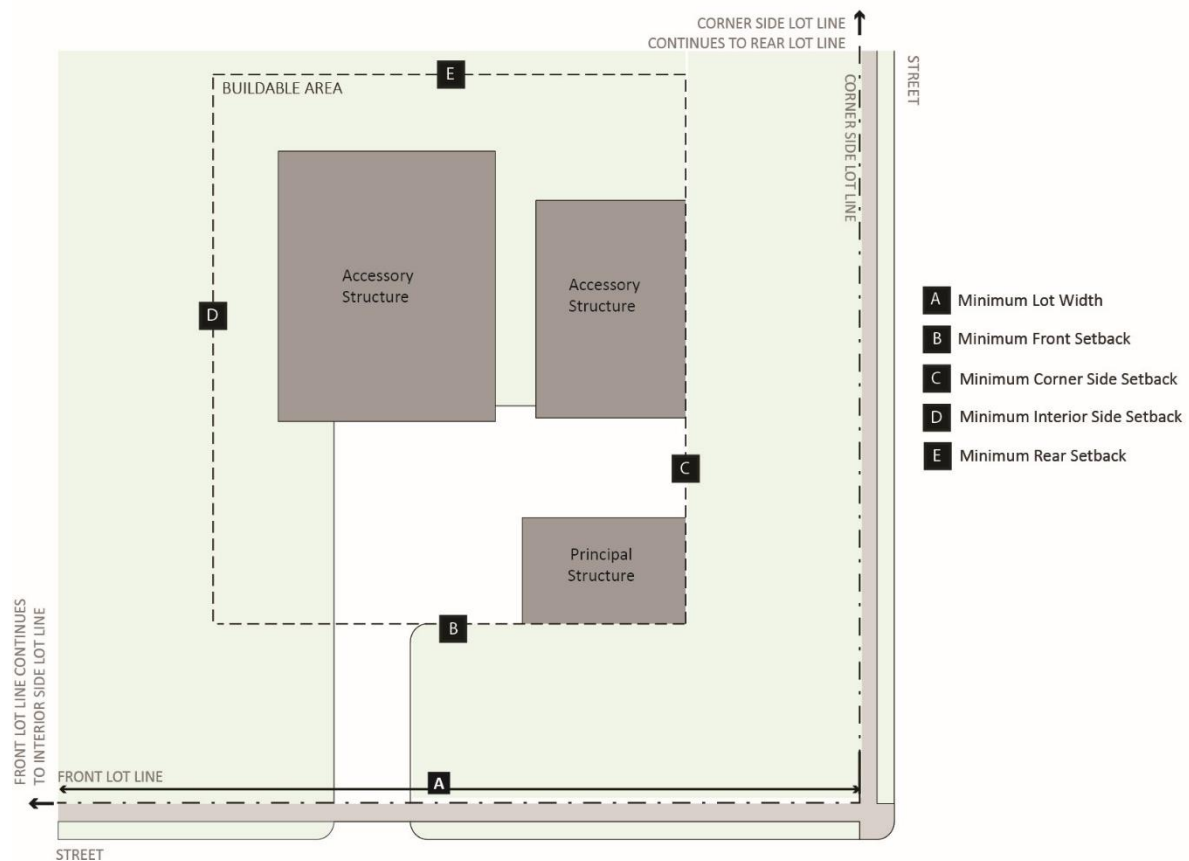 CORNER SIDE LOT LINE
CONTINUES TO REAR LOT LINE
STREET
CORNER SIDE LOT LINE
E
BUILDABLE AREA
Accessory
Structure
Accessory
Structure
D
C
Principal
Structure
B
A Minimum Lot Width
B Minimum Front Setback
C Minimum Corner Side Setback
D Minimum Interior Side Setback
E Minimum Rear Setback
FRONT LOT LINE CONTINUES
TO INTERIOR SIDE LOT LINE
FRONT LOT LINE
A
STREET